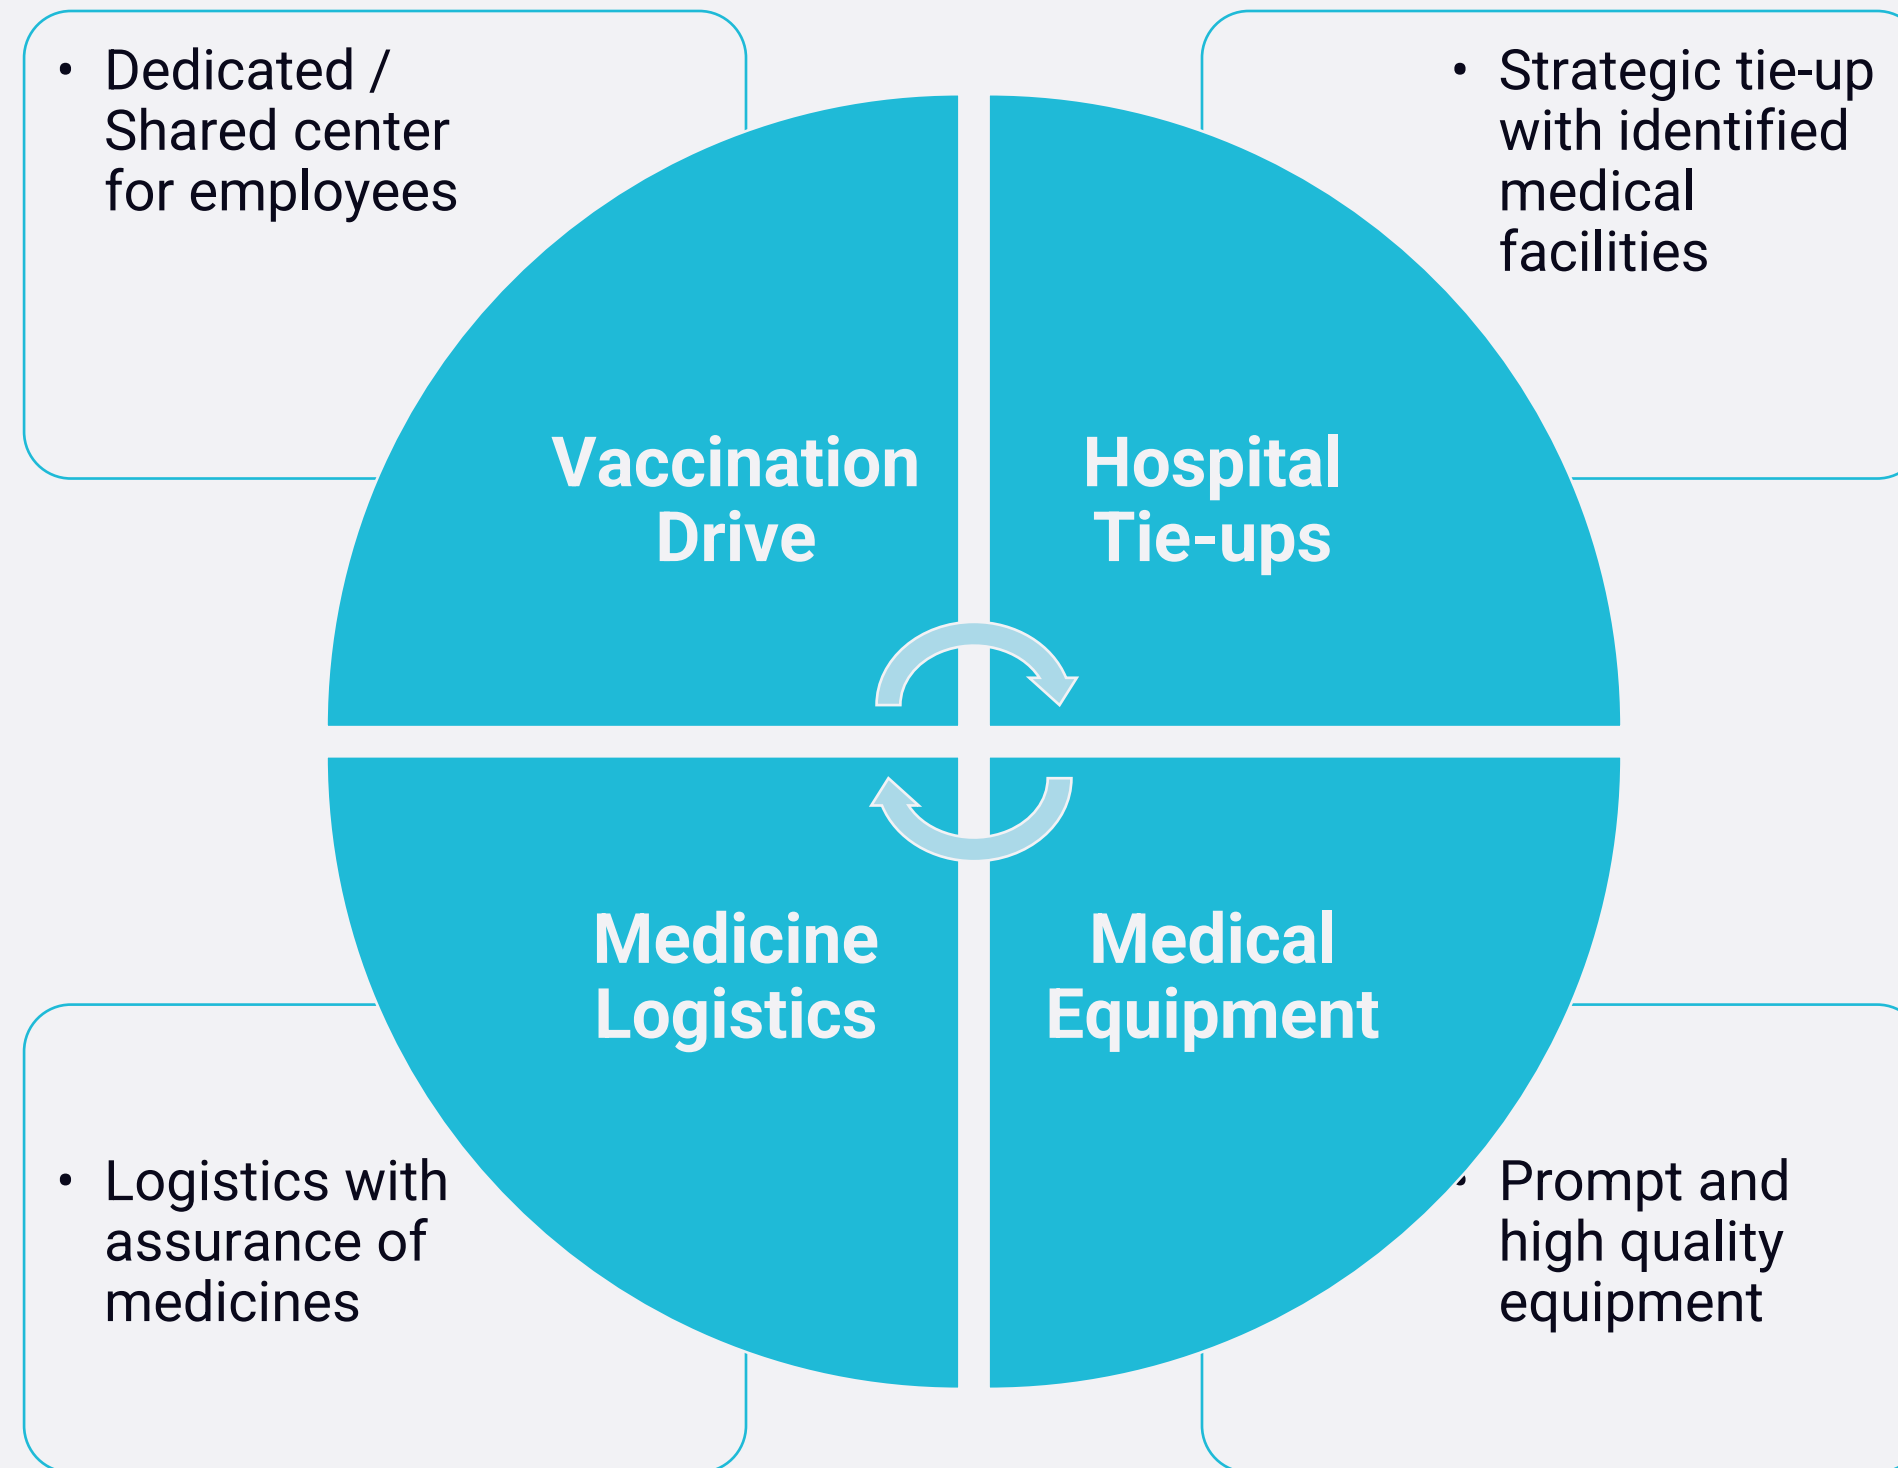 • Dedicated /
Shared center
for employees
• Strategic tie-up
with identified
medical
facilities
Vaccination
Drive
Hospital
Tie-ups
Medicine
Logistics
Medical
Equipment
• Logistics with
assurance of
medicines
• Prompt and
high quality
equipment